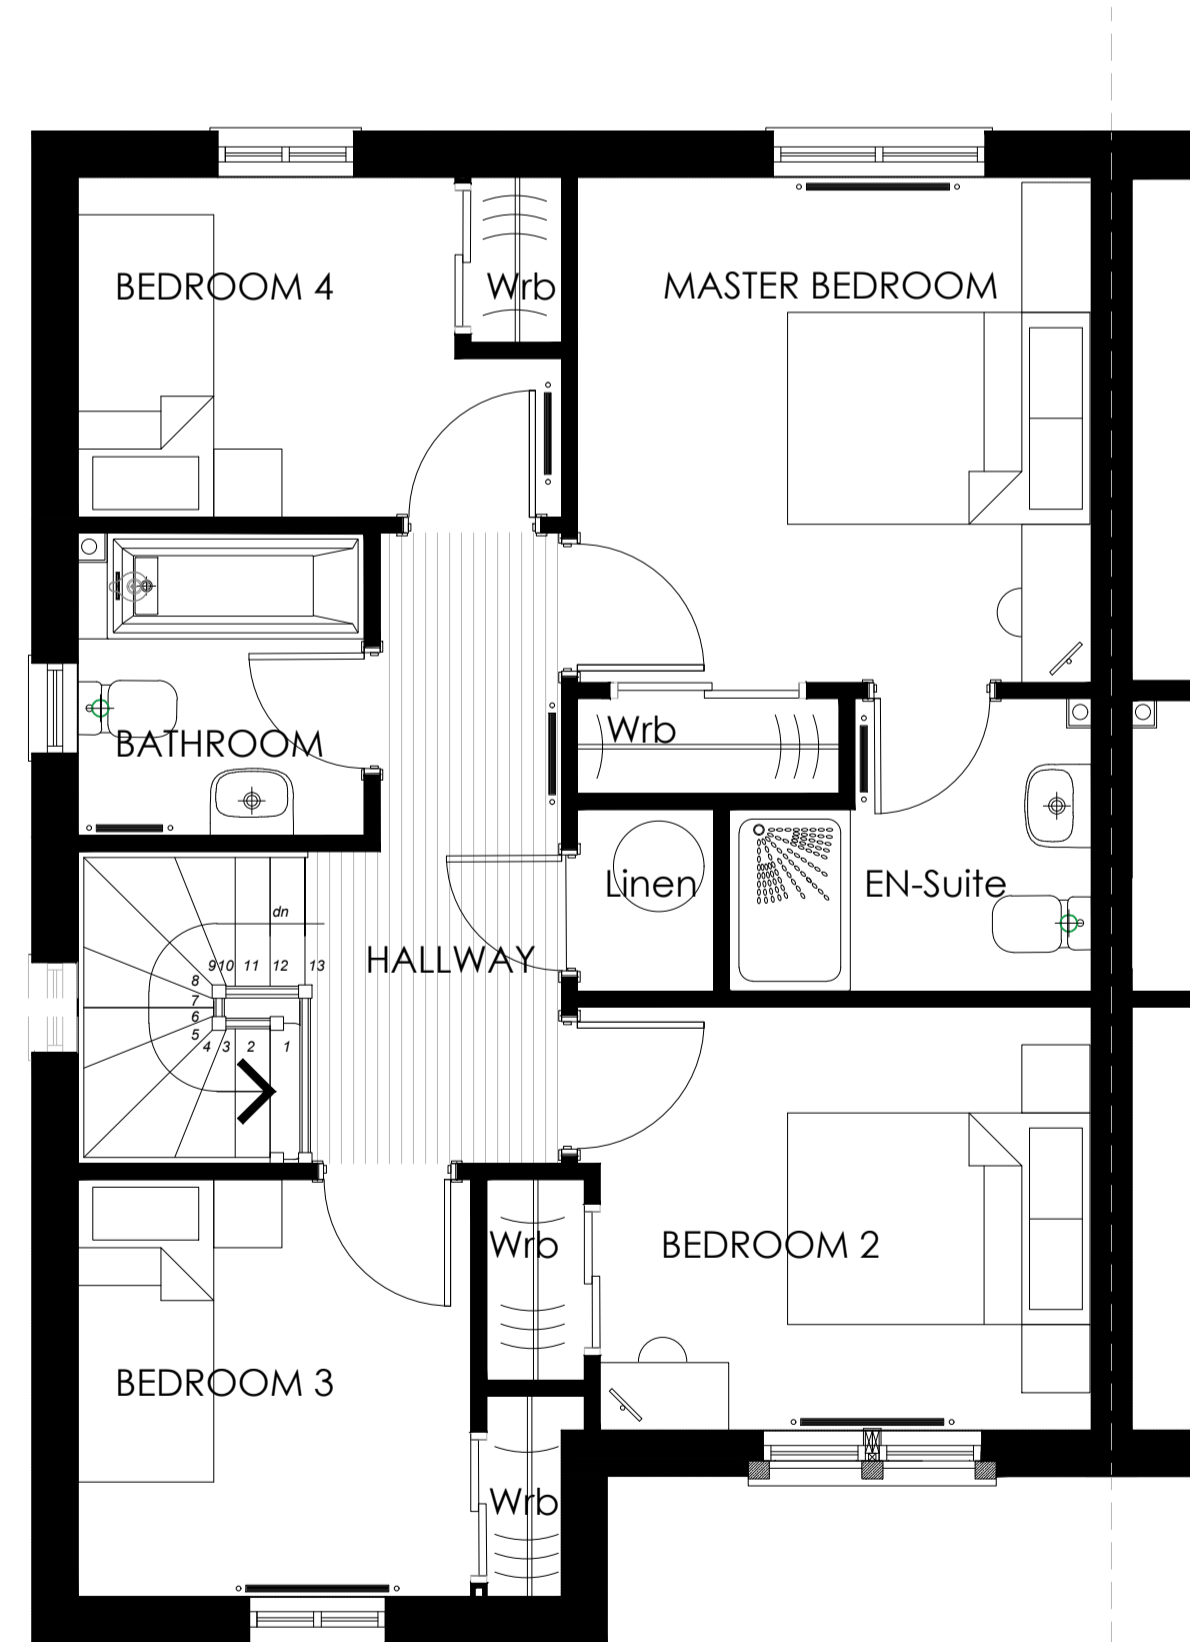 BEDROOM 4
Wrb
MASTER BEDROOM
Wrb
BATHROOM
Linen
EN-Suite
dn
HALLWAY
9 10 11 12 13
8
7
6
5
4 3 2 1
Wrb
BEDROOM 2
BEDROOM 3
Wrb